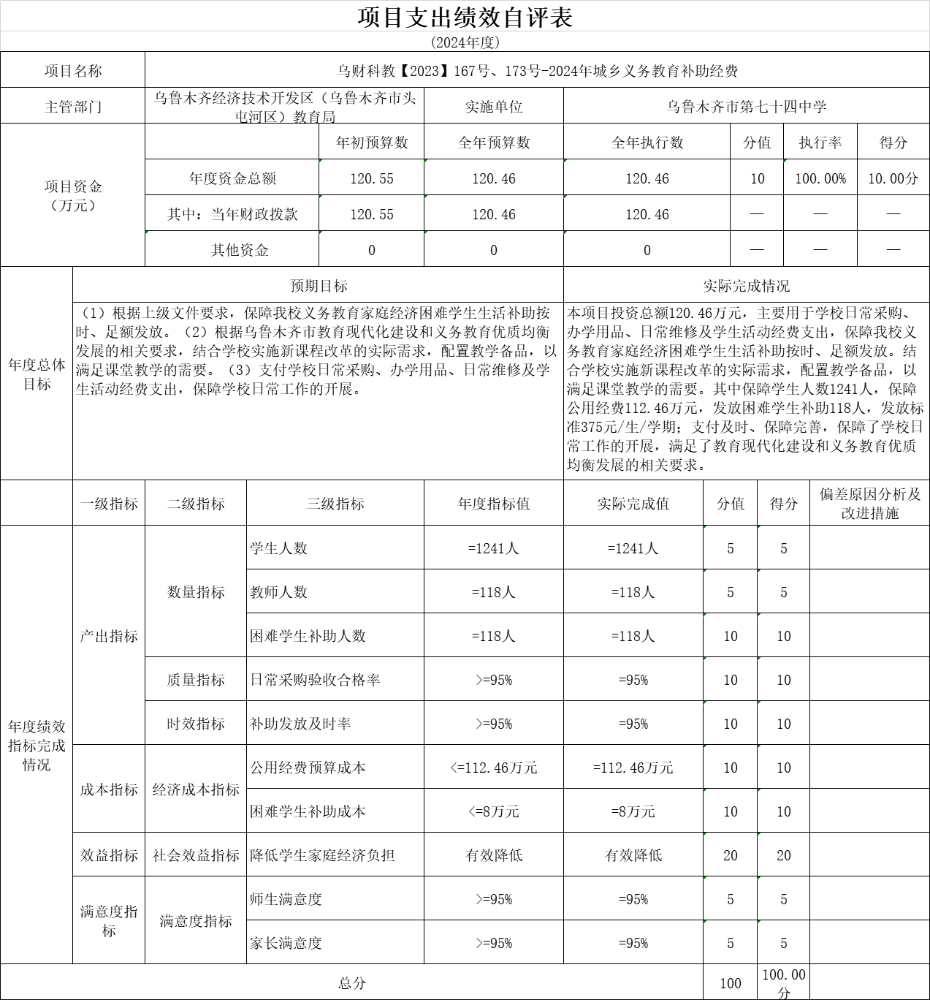 项目支出绩效自评表
(2024年度)
项目名称
乌财科教【2023】167号、173号-2024年城乡义务教育补助经费
主管部门
乌鲁木齐经济技术开发区（乌鲁木齐市头
屯河区）教育局
实施单位
乌鲁木齐市第七十四中学
项目资金
（万元）
年初预算数
全年预算数
全年执行数
分值
执行率
得分
年度资金总额
120.55
120.46
120.46
10
100.00%
10.00分
其中: 当年财政拨款
120.55
120.46
120.46
—
—
—
其他资金
0
0
0
—
—
—
年度总体
目标
预期目标
实际完成情况
（1）根据上级文件要求，保障我校义务教育家庭经济困难学生生活补助按
时、足额发放。（2）根据乌鲁木齐市教育现代化建设和义务教育优质均衡
发展的相关要求，结合学校实施新课程改革的实际需求，配置教学备品，以
满足课堂教学的需要。（3）支付学校日常采购、办学用品、日常维修及学
生活动经费支出，保障学校日常工作的开展。
本项目投资总额120.46万元，主要用于学校日常采购、
办学用品、日常维修及学生活动经费支出，保障我校义
务教育家庭经济困难学生生活补助按时、足额发放。结
合学校实施新课程改革的实际需求，配置教学备品，以
满足课堂教学的需要。其中保障学生人数1241人，保障
公用经费112.46万元，发放困难学生补助118人，发放标
准375元/生/学期；支付及时、保障完善，保障了学校日
常工作的开展，满足了教育现代化建设和义务教育优质
均衡发展的相关要求。
年度绩效
指标完成
情况
一级指标
二级指标
三级指标
年度指标值
实际完成值
分值
得分
偏差原因分析及
改进措施
产出指标
数量指标
学生人数
=1241人
=1241人
5
5
教师人数
=118人
=118人
5
5
困难学生补助人数
=118人
=118人
10
10
质量指标
日常采购验收合格率
>=95%
=95%
10
10
时效指标
补助发放及时率
>=95%
=95%
10
10
成本指标
经济成本指标
公用经费预算成本
<=112.46万元
=112.46万元
10
10
困难学生补助成本
<=8万元
=8万元
10
10
效益指标
社会效益指标
降低学生家庭经济负担
有效降低
有效降低
20
20
满意度指
标
满意度指标
师生满意度
>=95%
=95%
5
5
家长满意度
>=95%
=95%
5
5
总分
100
100.00
分